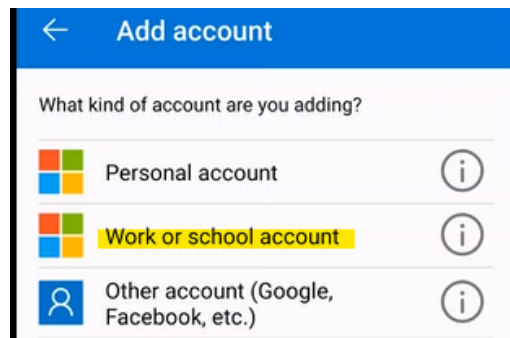 Add account
What kind of account are you adding?
Personal account
Work or school account
Other account (Google,
Facebook, etc.)